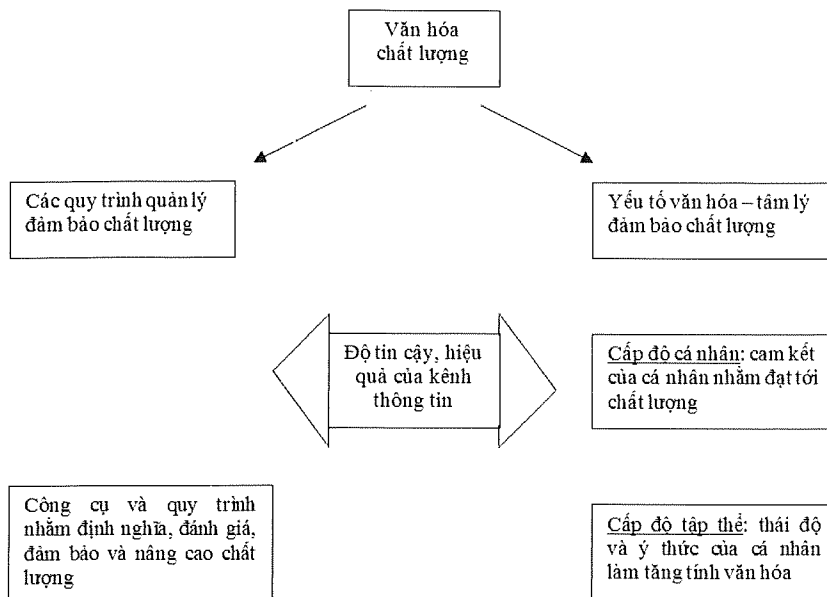 Văn hóa
chất lượng
Các quy trình quản lý
đảm bảo chất lượng
Yếu tố văn hóa – tâm lý
đảm bảo chất lượng
Độ tin cậy, hiệu
quả của kênh
thông tin
Cấp độ cá nhân: cam kết
của cá nhân nhằm đạt tới
chất lượng
Công cụ và quy trình
nhằm định nghĩa, đánh giá,
đảm bảo và nâng cao chất
lượng
Cấp độ tập thể: thái độ
và ý thức của cá nhân
làm tăng tính văn hóa